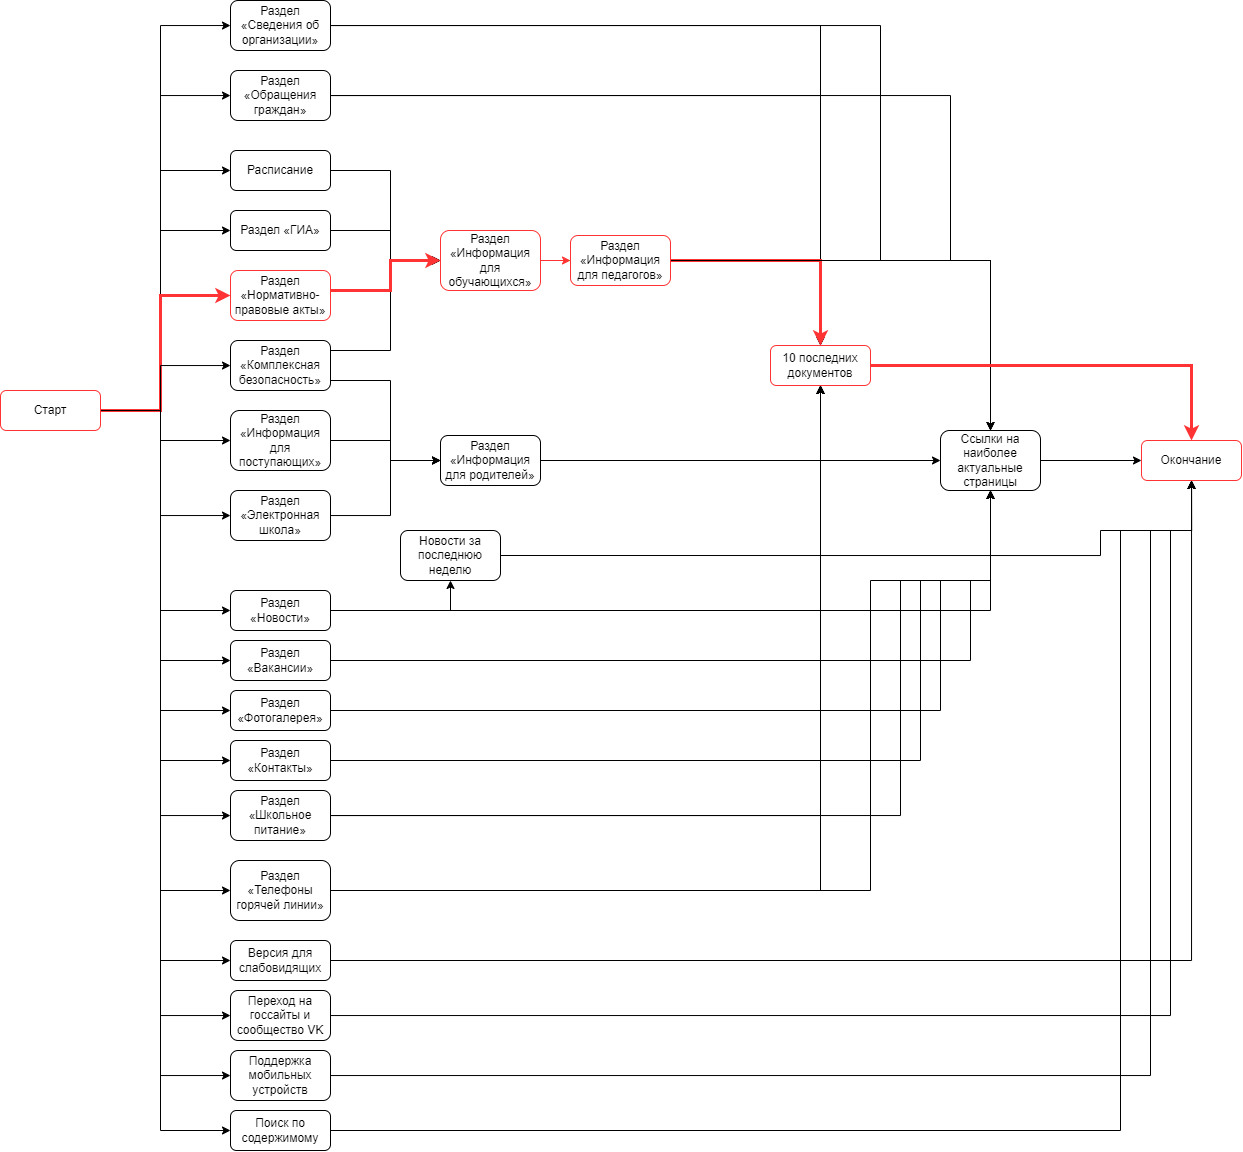 Раздел
«Сведения об
организации»
Раздел
«Обращения
граждан»
Расписание
Раздел «ГИА»
Раздел
«Нормативно-
правовые акты»
Раздел
«Комплексная
безопасность»
Старт
Раздел
«Информация
для
поступающих»
Раздел
«Электронная
школа»
Раздел
«Информация
для
обучающихся»
Раздел
«Информация
для педагогов»
10 последних
документов
Раздел
«Информация
для родителей»
Ссылки на
наиболее
актуальные
страницы
Окончание
Новости за
последнюю
неделю
Раздел
«Новости»
Раздел
«Вакансии»
Раздел
«Фотогалерея»
Раздел
«Контакты»
Раздел
«Школьное
питание»
Раздел
«Телефоны
горячей линии»
Версия для
слабовидящих
Переход на
госсайты и
сообщество VK
Поддержка
мобильных
устройств
Поиск по
содержимому